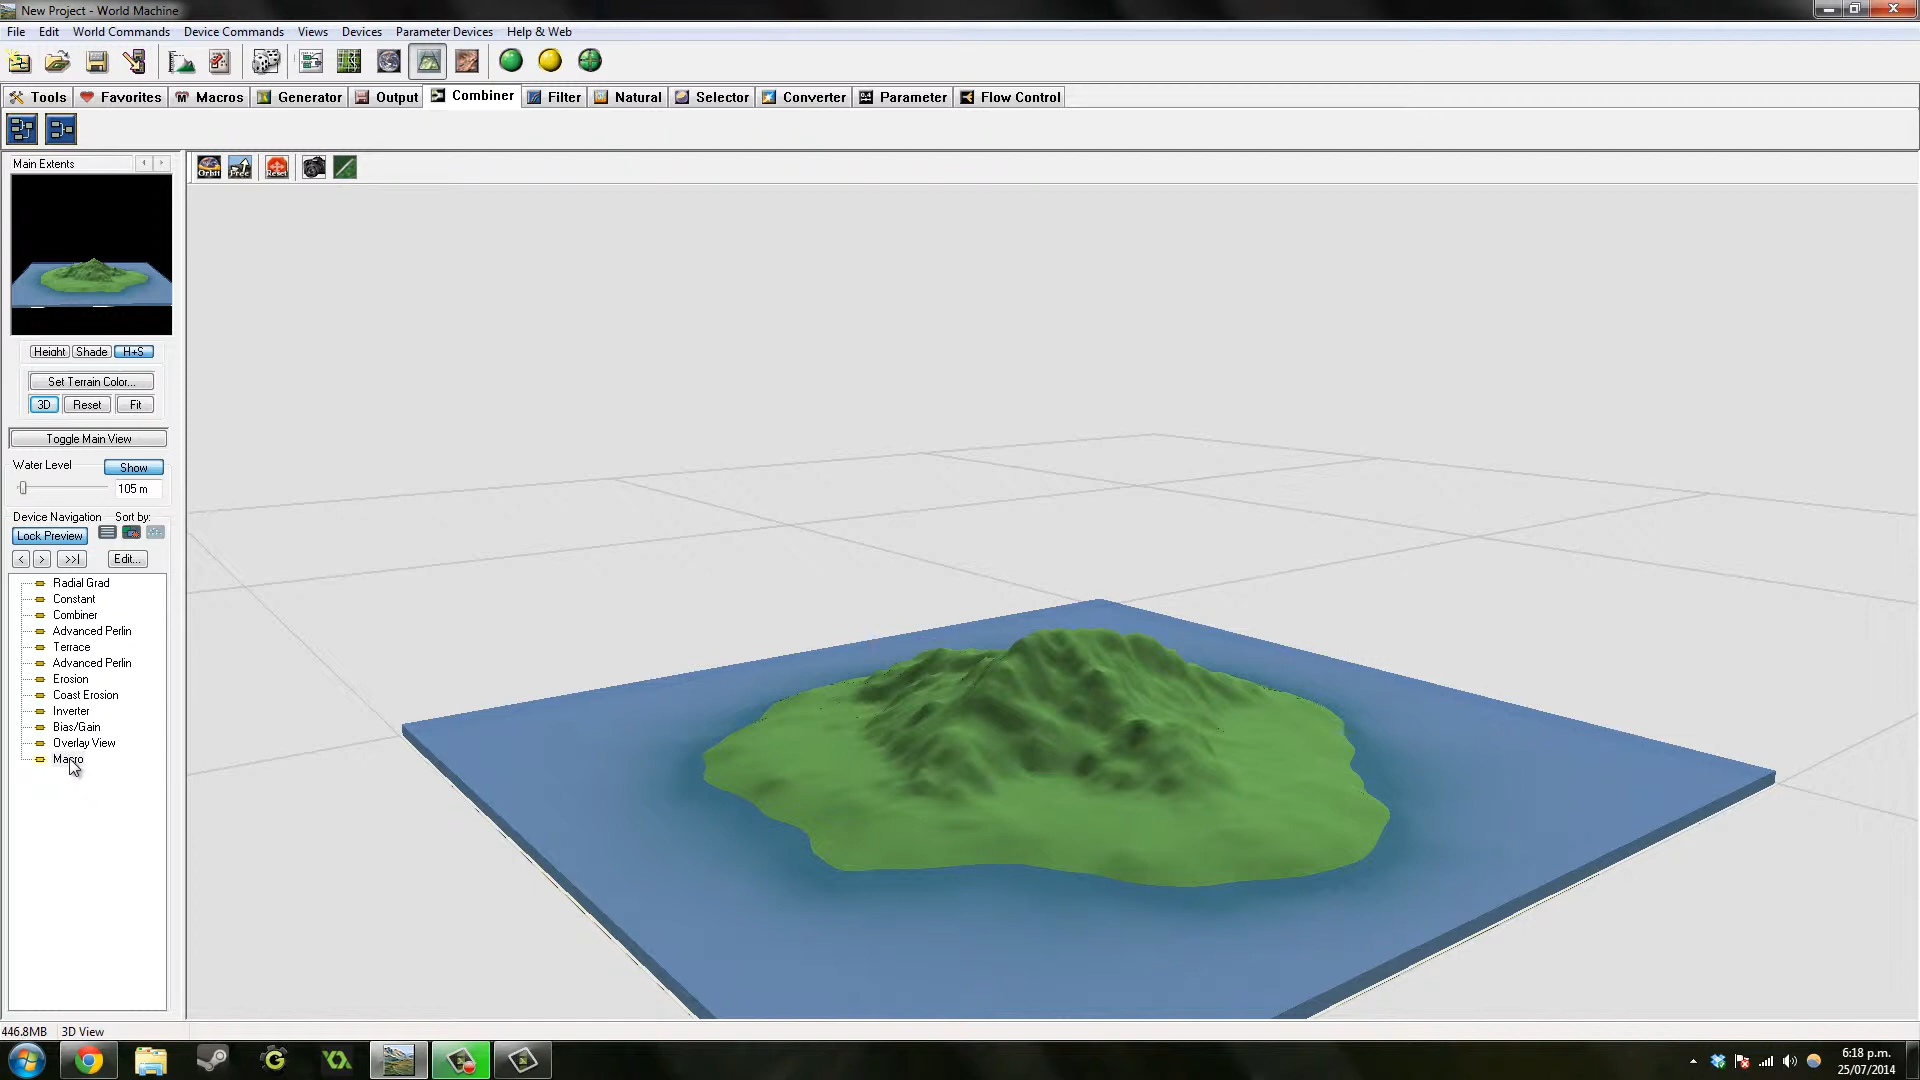 New Project - World Machine
File Edit World Commands Device Commands Views Devices Parameter Devices Help & Web
Tools Favorites Macros Generator Output Combiner Filter Natural Selector Converter Parameter Flow Control
Main Extents
Orbit Free Reset
Height Shade H+S
Set Terrain Color...
3D Reset Fit
Toggle Main View
Water Level Show
105 m
Device Navigation Sort by:
Lock Preview
< > >>| Edit...
Radial Grad
Constant
Combiner
Advanced Perlin
Terrace
Advanced Perlin
Erosion
Coast Erosion
Inverter
Bias/Gain
Overlay View
Macro
446.8MB 3D View
6:18 p.m.
25/07/2014